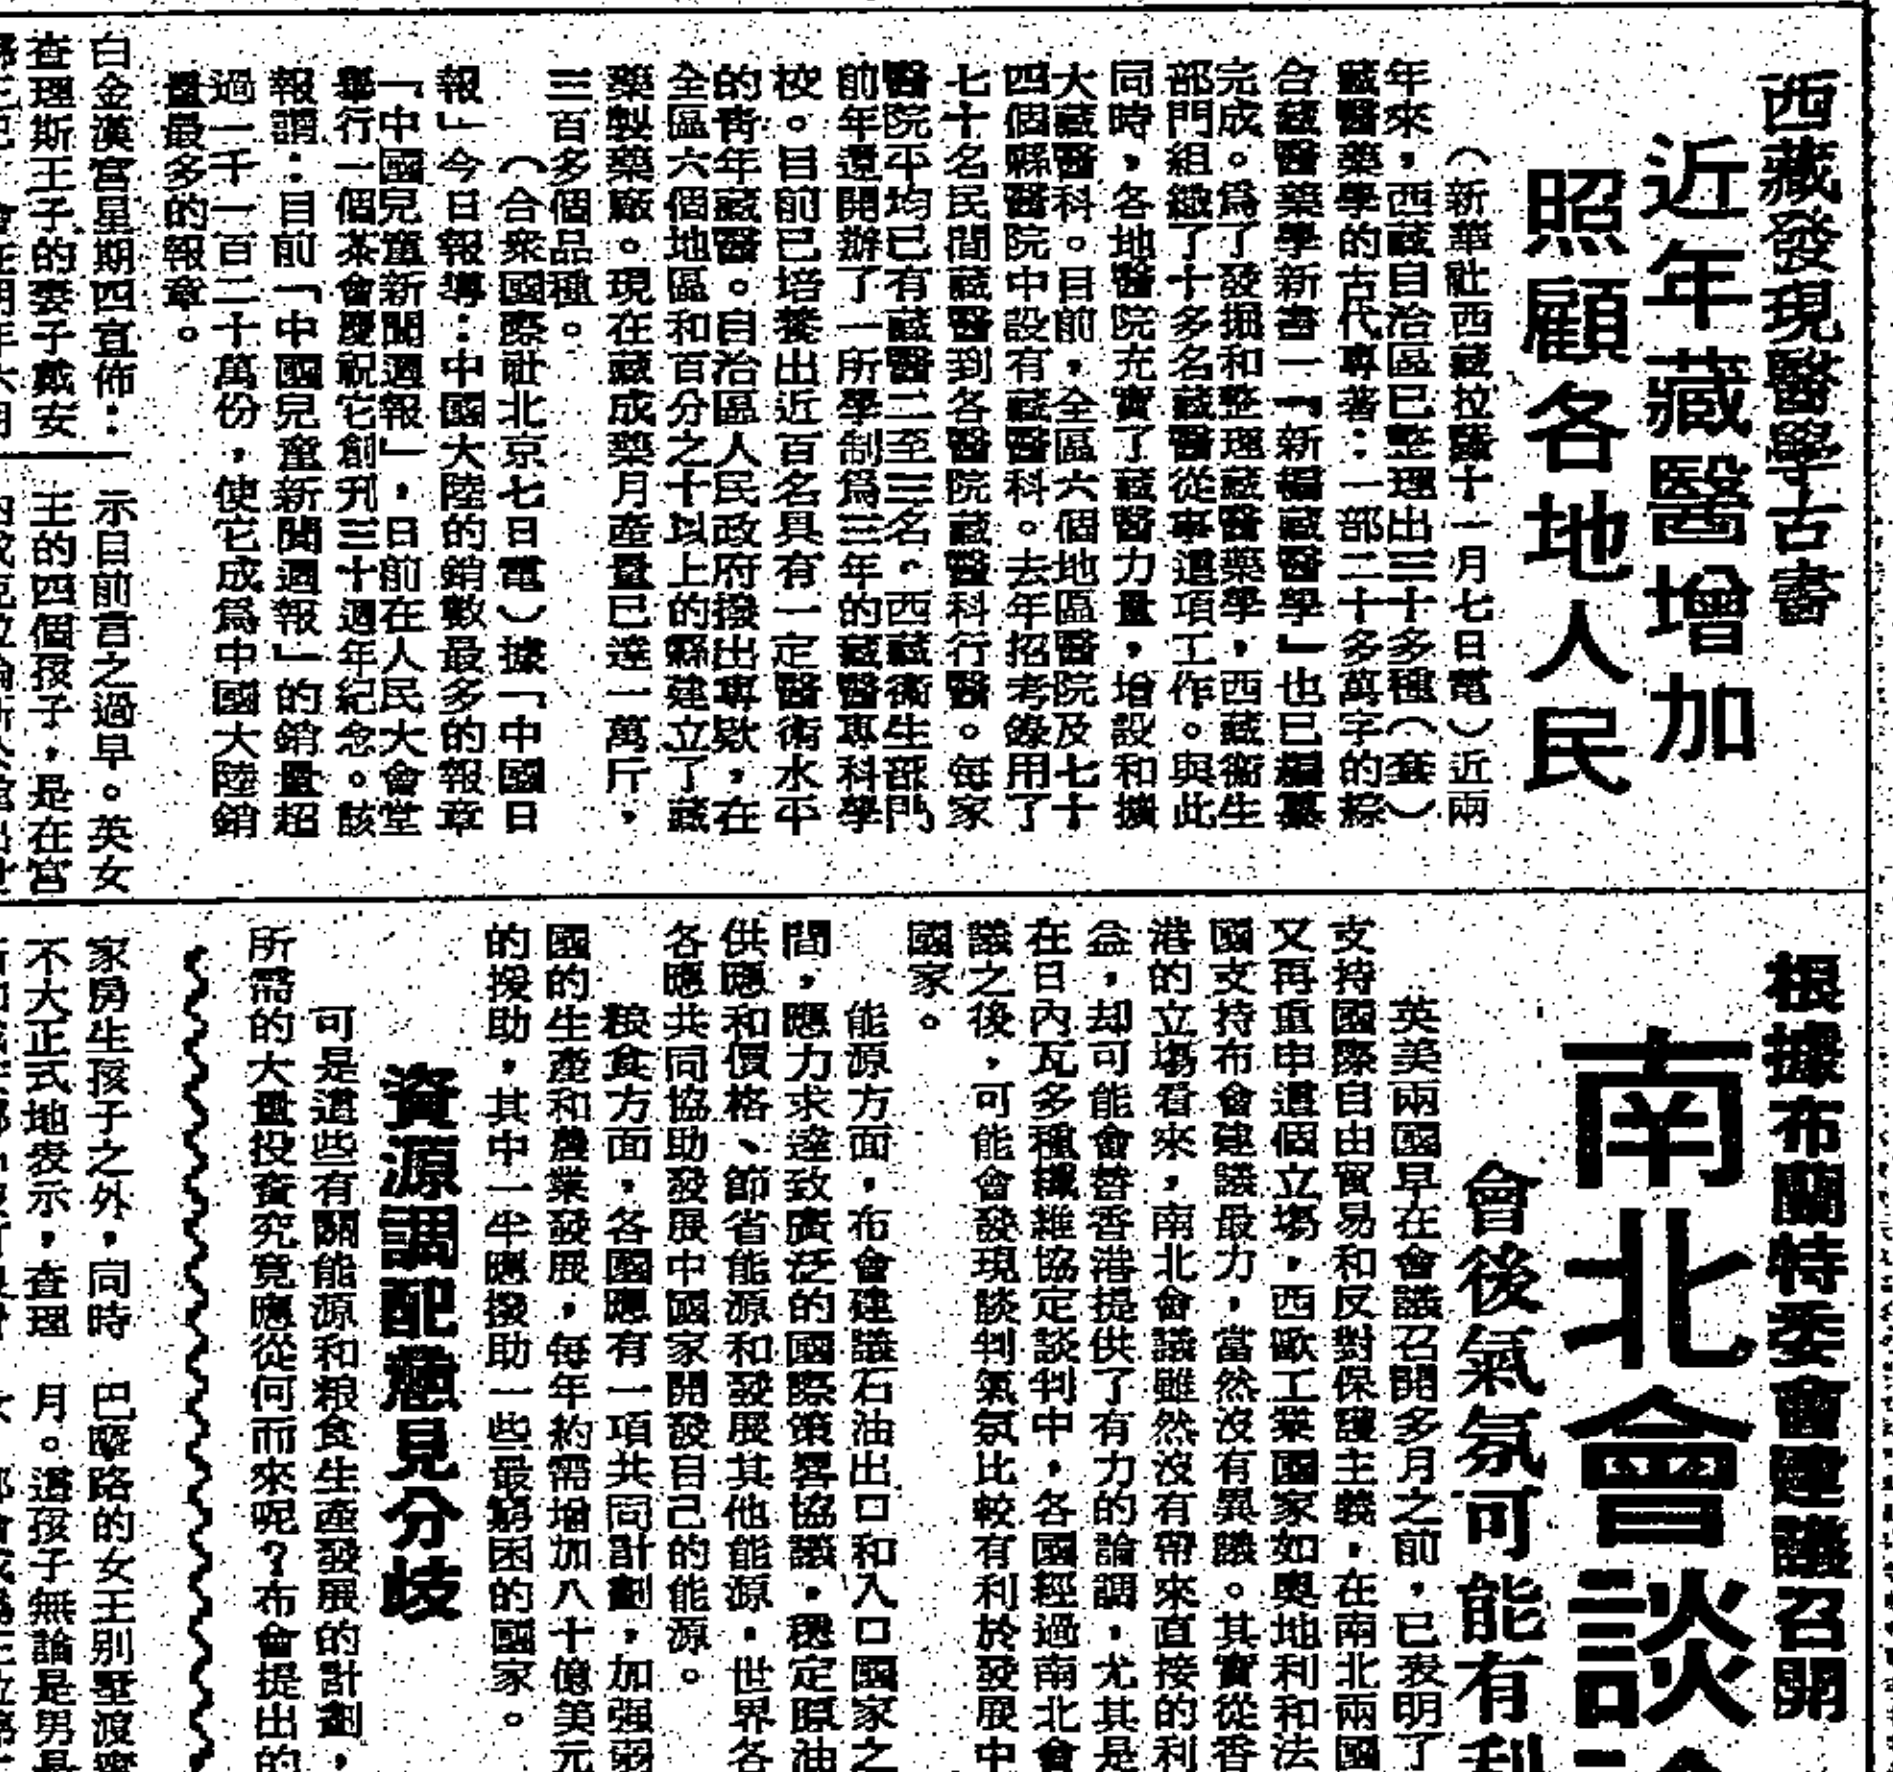 西藏發現醫學古書
近年藏醫增加
照顧各地人民
（新華社西藏拉薩十一月七日電）近兩
年來，西藏自治區已整理出三十多種（套）
藏醫藥學的古代專著：一部二十多萬字的綜
合藏醫藥學新書一「新編藏醫學」也已編纂
完成。爲了發掘和整理藏醫藥學，西藏衞生
部門組織了十多名藏醫從事這項工作。與此
同時，各地醫院充實了藏醫力量，增設和擴
大藏醫科。目前，全區六個地區醫院及七十
四個縣醫院中設有藏醫科。去年招考錄用了
七十名民間藏醫到各醫院藏醫科行醫。每家
醫院平均已有藏醫二至三名。西藏衞生部門
前年還開辦了一所學制爲三年的藏醫專科學
校。目前已培養出近百名具有一定醫術水平
的靑年藏醫。自治區人民政府撥出專欵，在
全區六個地區和百分之十以上的縣建立了藏
藥製藥廠。現在藏成藥月產量已達一萬斤，
三百多個品種。
（合衆國際社北京七日電）據「中國日
報」今日報導：中國大陸的銷數最多的報章
「中國兒童新聞週報」，日前在人民大會堂
舉行一個茶會慶祝它創刋三十週年紀念。該
報謂：目前「中國兒童新聞週報」的銷量超
過一千一百二十萬份，使它成爲中國大陸銷
量最多的報章。
白金漢宮星期四宣佈：
查理斯王子的妻子戴安
示目前言之過早。英女
王的四個孩子，是在宮
根據布蘭特委會建議召開
南北會談
會後氣氛可能有利
英美兩國早在會議召開多月之前，已表明了
支持國際自由貿易和反對保護主義，在南北兩國
又再重申這個立場，西歐工業國家如奧地利和法
國支持布會建議最力，當然沒有異議。其實從香
港的立場看來，南北會議雖然沒有帶來直接的利
益，却可能會替香港提供了有力的論調，尤其是
在日內瓦多種纖維協定談判中，各國經過南北會
議之後，可能會發現談判氣氛比較有利於發展中
國家。
能源方面，布會建議石油出口和入口國家之
間，應力求達致廣泛的國際策畧協議，穩定原油
供應和價格、節省能源和發展其他能源，世界各
各應共同協助發展中國家開發自己的能源。
粮食方面，各國應有一項共同計劃，加强弱
國的生產和農業發展，每年約需增加八十億美元
的援助，其中一半應撥助一些最窮困的國家。
資源調配意見分歧
可是這些有關能源和粮食生產發展的計劃，
所需的大量投資究竟應從何而來呢？布會提出的
家房生孩子之外，同時
不大正式地表示，查理
巴壓路的女王別墅渡蜜
月。這孩子無論是男是